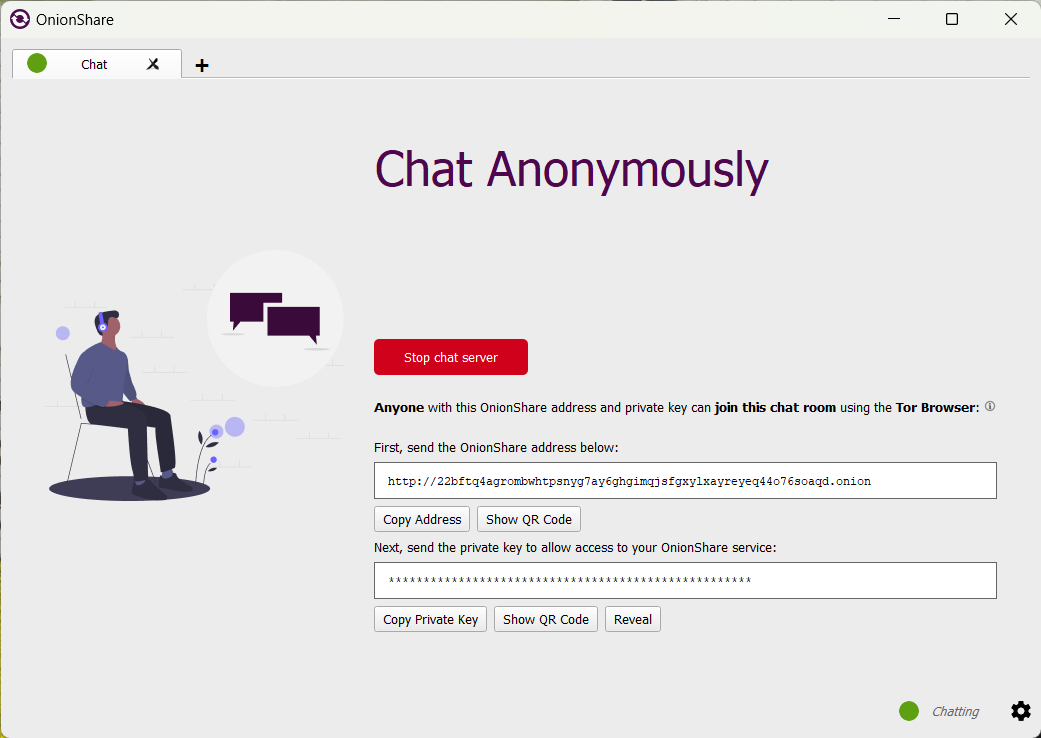 OnionShare
Chat
Chat Anonymously
Stop chat server
Anyone with this OnionShare address and private key can join this chat room using the Tor Browser:
First, send the OnionShare address below:
http://22bftq4agrombwhtpsnyg7ay6ghgimqjsfgxylxayreyeq44o76soaqd.onion
Copy Address Show QR Code
Next, send the private key to allow access to your OnionShare service:
****************************************************
Copy Private Key Show QR Code Reveal
Chatting